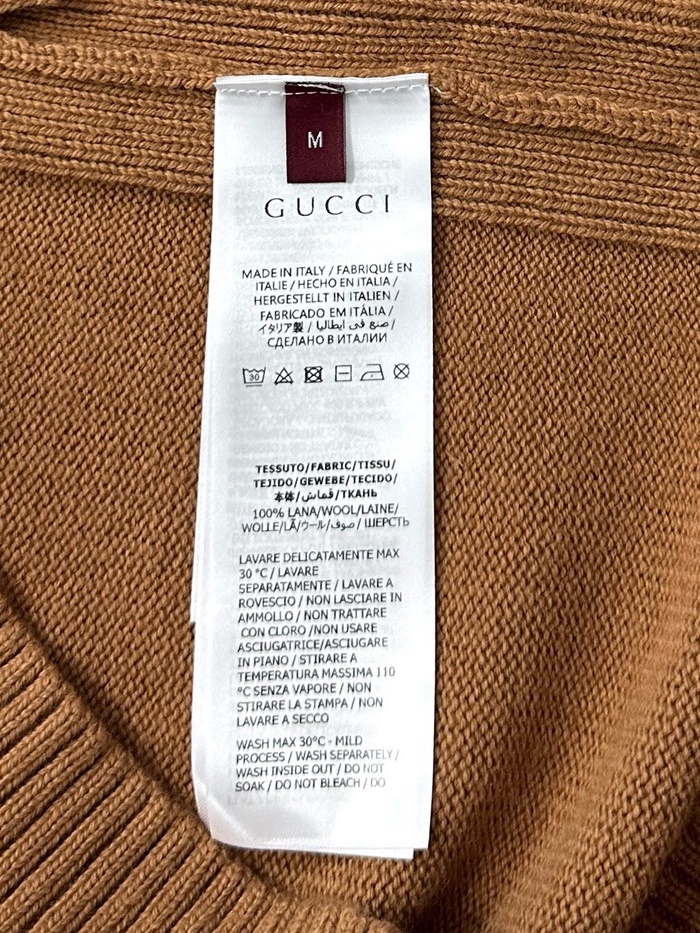 M
GUCCI
MADE IN ITALY / FABRIQUÉ EN
ITALIE / HECHO EN ITALIA /
HERGESTELLT IN ITALIEN /
FABRICADO EM ITÁLIA /
イタリア製 / صنع في ايطاليا /
СДЕЛАНО В ИТАЛИИ
30
TESSUTO/FABRIC/TISSU/
TEJIDO/GEWEBE/TECIDO/
本体/قماش/ТКАНЬ
100% LANA/WOOL/LAINE/
WOLLE/LÃ/ウール/صوف/ ШЕРСТЬ
LAVARE DELICATAMENTE MAX
30 °C / LAVARE
SEPARATAMENTE / LAVARE A
ROVESCIO / NON LASCIARE IN
AMMOLLO / NON TRATTARE
CON CLORO /NON USARE
ASCIUGATRICE/ASCIUGARE
IN PIANO / STIRARE A
TEMPERATURA MASSIMA 110
°C SENZA VAPORE / NON
STIRARE LA STAMPA / NON
LAVARE A SECCO
WASH MAX 30°C - MILD
PROCESS / WASH SEPARATELY /
WASH INSIDE OUT / DO NOT
SOAK / DO NOT BLEACH / DO